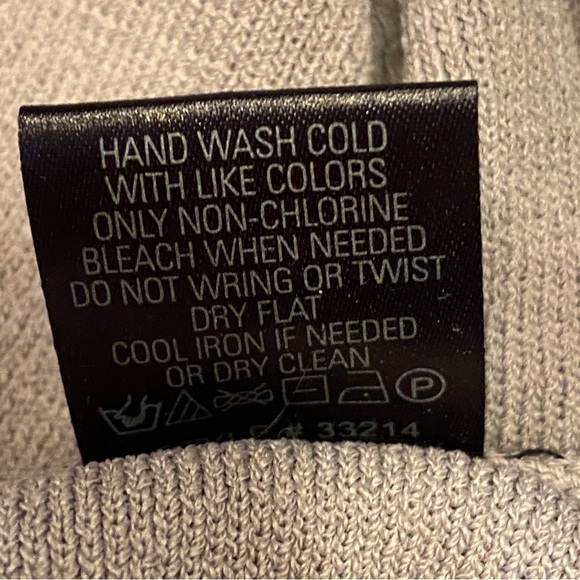 HAND WASH COLD
WITH LIKE COLORS
ONLY NON-CHLORINE
BLEACH WHEN NEEDED
DO NOT WRING OR TWIST
DRY FLAT
COOL IRON IF NEEDED
OR DRY CLEAN
P
# 33214